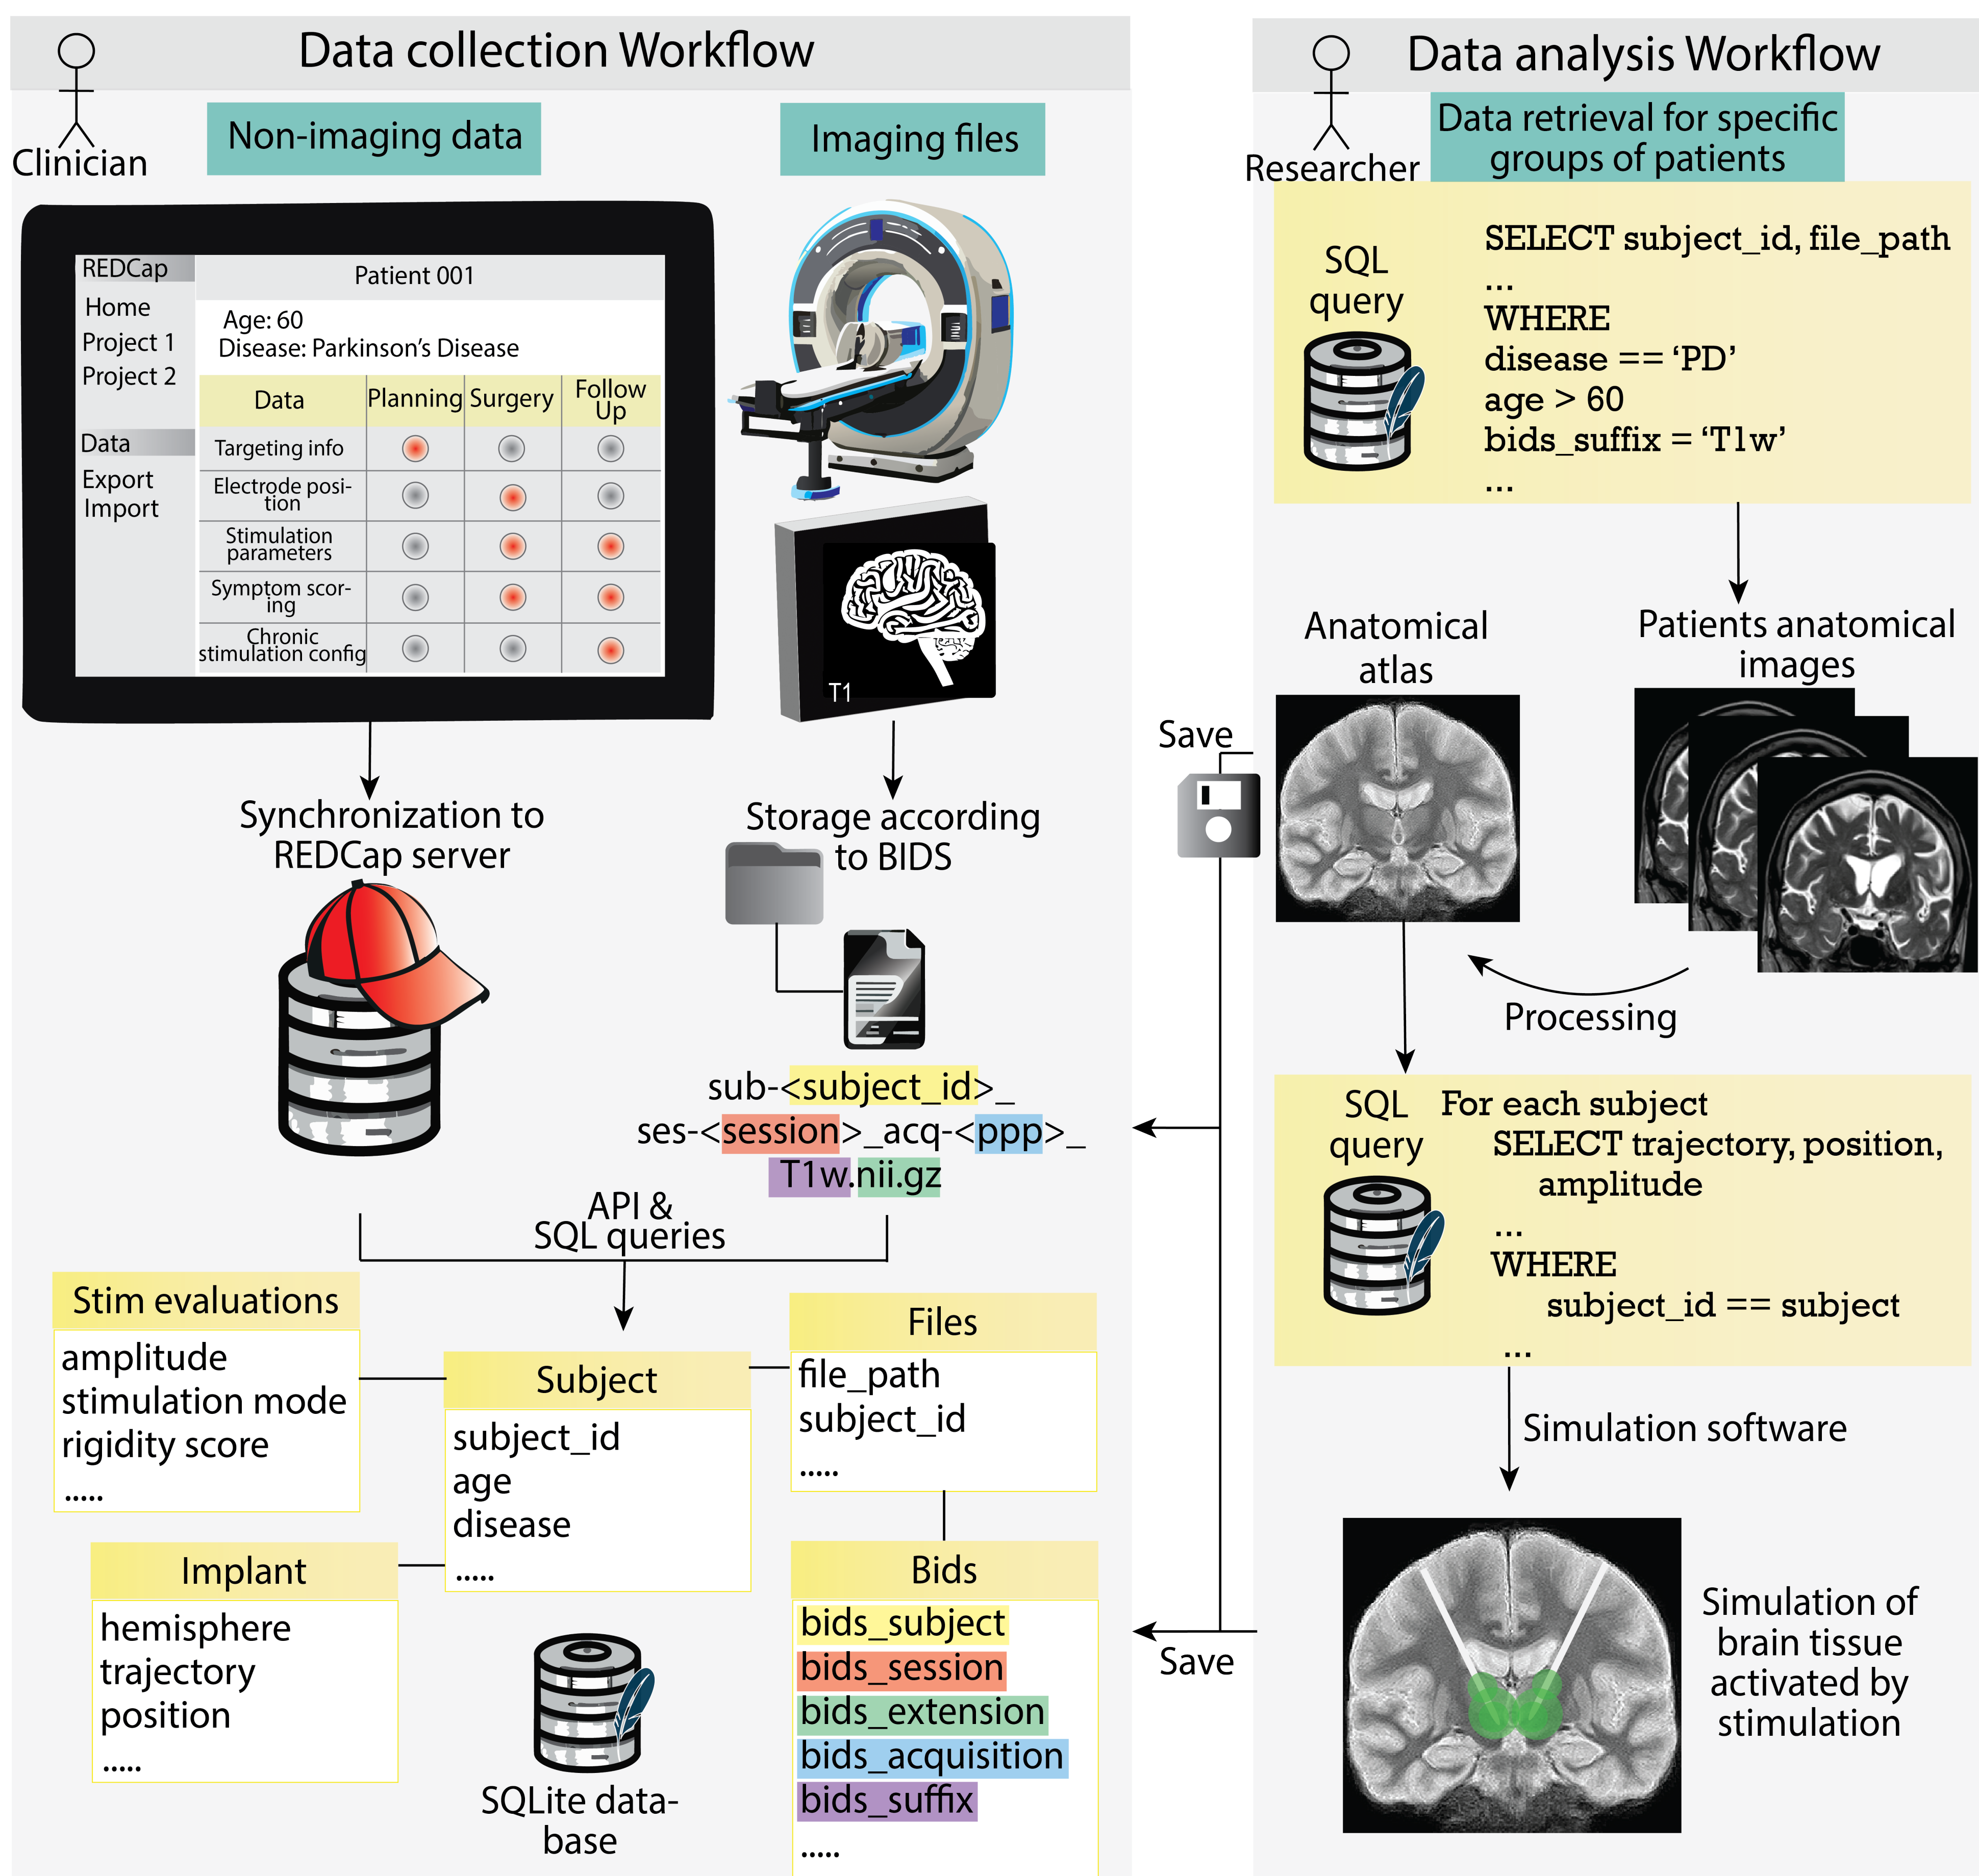 Data collection Workflow
Clinician
Non-imaging data
Imaging files
REDCap
Home
Project 1
Project 2
Data
Export
Import
Patient 001
Age: 60
Disease: Parkinson's Disease
Data Planning Surgery Follow
Up
Targeting info
Electrode posi-
tion
Stimulation
parameters
Symptom scor-
ing
Chronic
stimulation config
T1
Synchronization to
REDCap server
Storage according
to BIDS
sub-<subject_id>_
ses-<session>_acq-<ppp>_
T1w.nii.gz
API &
SQL queries
Stim evaluations
amplitude
stimulation mode
rigidity score
.....
Subject
subject_id
age
disease
.....
Files
file_path
subject_id
.....
Implant
hemisphere
trajectory
position
.....
SQLite data-
base
Bids
bids_subject
bids_session
bids_extension
bids_acquisition
bids_suffix
.....
Save
Save
Data analysis Workflow
Researcher
Data retrieval for specific
groups of patients
SQL
query
SELECT subject_id, file_path
...
WHERE
disease == ‘PD’
age > 60
bids_suffix = ‘T1w’
...
Anatomical
atlas
Patients anatomical
images
Processing
SQL
query
For each subject
SELECT trajectory, position,
amplitude
...
WHERE
subject_id == subject
...
Simulation software
Simulation of
brain tissue
activated by
stimulation